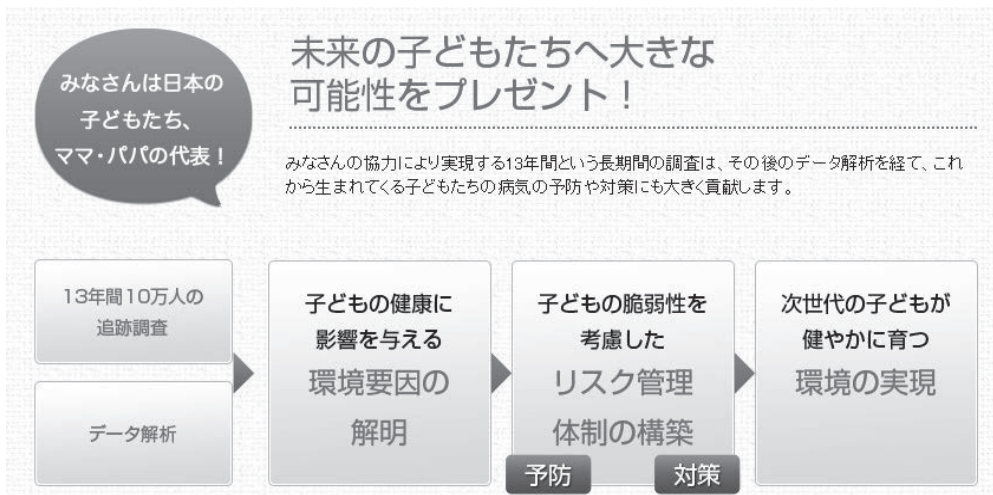 みなさんは日本の
子どもたち、
ママ・パパの代表！
未来の子どもたちへ大きな
可能性をプレゼント！
みなさんの協力により実現する13年間という長期間の調査は、その後のデータ解析を経て、これ
から生まれてくる子どもたちの病気の予防や対策にも大きく貢献します。
13年間10万人の
追跡調査
データ解析
子どもの健康に
影響を与える
環境要因の
解明
子どもの脆弱性を
考慮した
リスク管理
体制の構築
予防
対策
次世代の子どもが
健やかに育つ
環境の実現